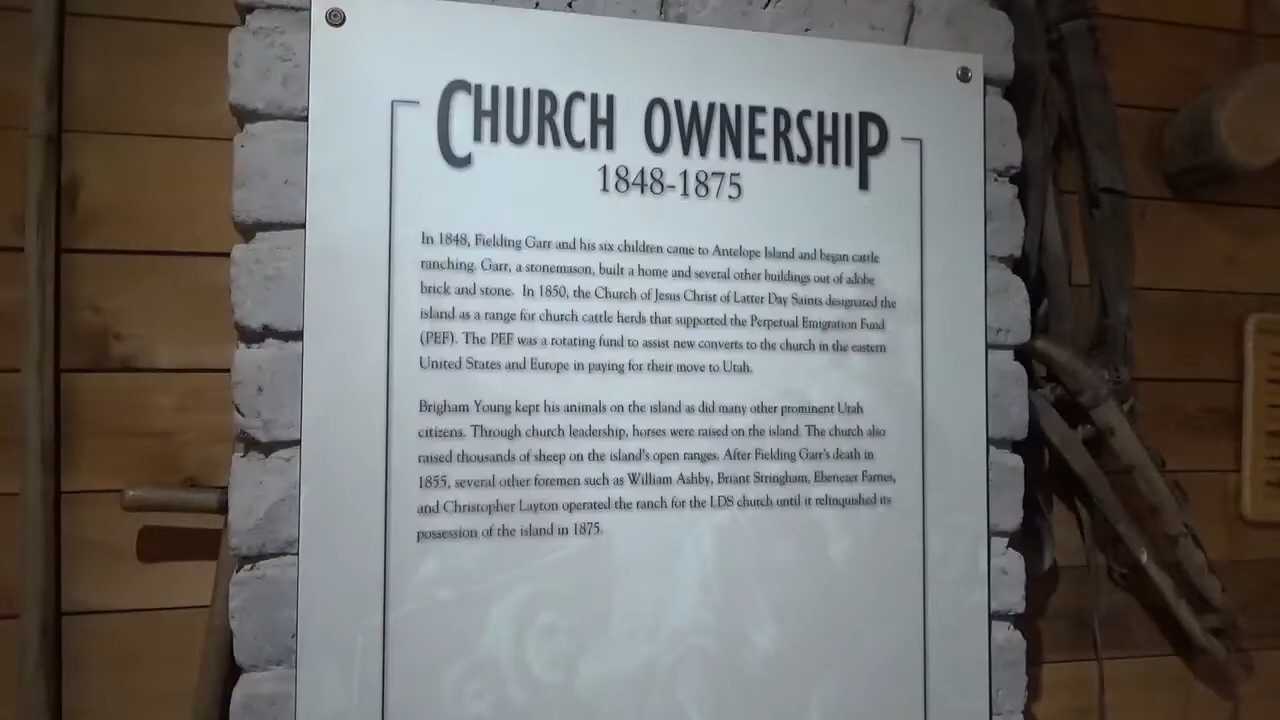 CHURCH OWNERSHIP
1848-1875
In 1848, Fielding Garr and his six children came to Antelope Island and began cattle
ranching. Garr, a stonemason, built a home and several other buildings out of adobe
brick and stone. In 1850, the Church of Jesus Christ of Latter Day Saints designated the
island as a range for church cattle herds that supported the Perpetual Emigration Fund
(PEF). The PEF was a rotating fund to assist new converts to the church in the eastern
United States and Europe in paying for their move to Utah.
Brigham Young kept his animals on the island as did many other prominent Utah
citizens. Through church leadership, horses were raised on the island. The church also
raised thousands of sheep on the island's open ranges. After Fielding Garr's death in
1855, several other foremen such as William Ashby, Briant Stringham, Ebenezer Farnes,
and Christopher Layton operated the ranch for the LDS church until it relinquished its
possession of the island in 1875.